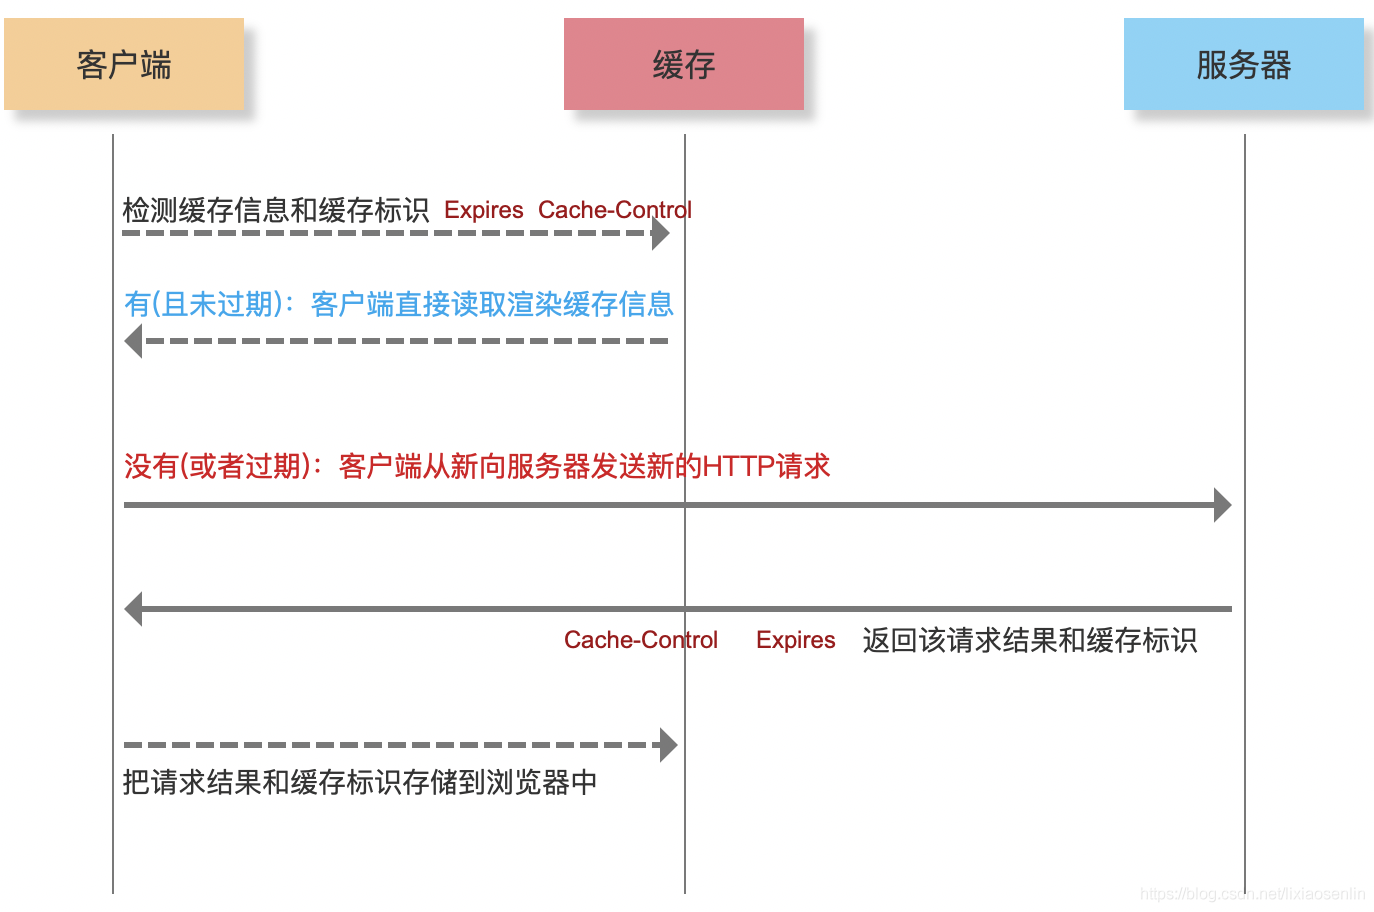 客户端
缓存
服务器
检测缓存信息和缓存标识 Expires Cache-Control
有(且未过期)：客户端直接读取渲染缓存信息
没有(或者过期)：客户端从新向服务器发送新的HTTP请求
Cache-Control Expires 返回该请求结果和缓存标识
把请求结果和缓存标识存储到浏览器中
https://blog.csdn.net/lixiaosenlin